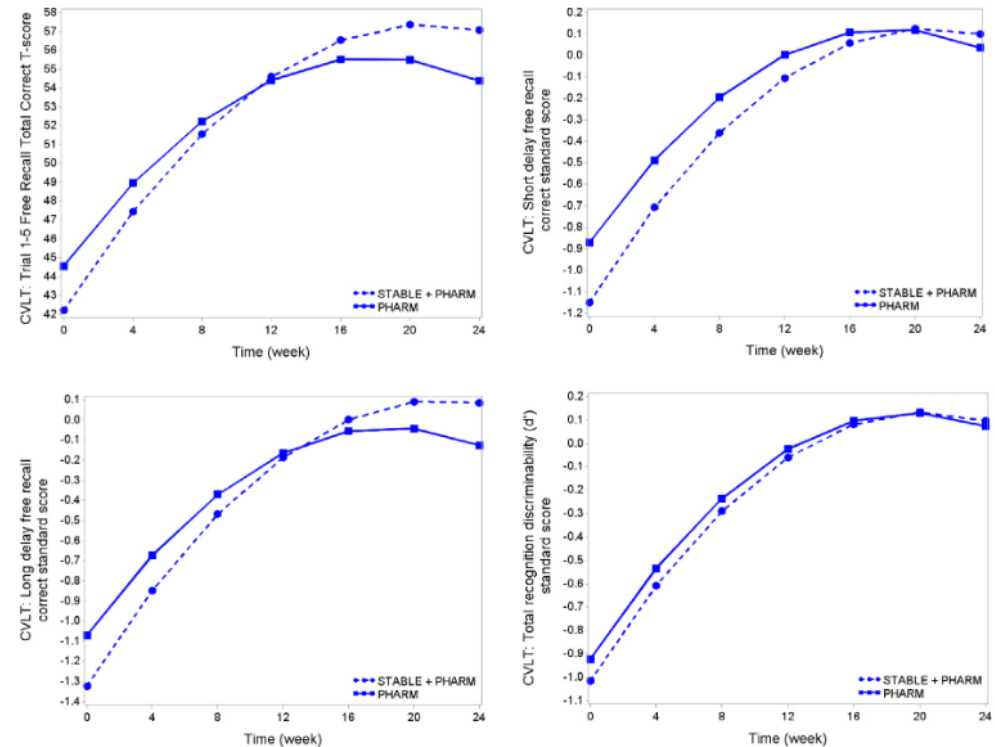 58
57
56
55
54
53
52
51
50
49
48
47
46
45
44
43
42
CVLT: Trial 1-5 Free Recall Total Correct T-score
STABLE + PHARM
PHARM
0 4 8 12 16 20 24
Time (week)
0.2
0.1
0.0
-0.1
-0.2
-0.3
-0.4
-0.5
-0.6
-0.7
-0.8
-0.9
-1.0
-1.1
-1.2
CVLT: Short delay free recall
correct standard score
STABLE + PHARM
PHARM
0 4 8 12 16 20 24
Time (week)
0.1
0.0
-0.1
-0.2
-0.3
-0.4
-0.5
-0.6
-0.7
-0.8
-0.9
-1.0
-1.1
-1.2
-1.3
-1.4
CVLT: Long delay free recall
correct standard score
STABLE + PHARM
PHARM
0 4 8 12 16 20 24
Time (week)
0.2
0.1
0.0
-0.1
-0.2
-0.3
-0.4
-0.5
-0.6
-0.7
-0.8
-0.9
-1.0
-1.1
CVLT: Total recognition discriminability (d')
standard score
STABLE + PHARM
PHARM
0 4 8 12 16 20 24
Time (week)